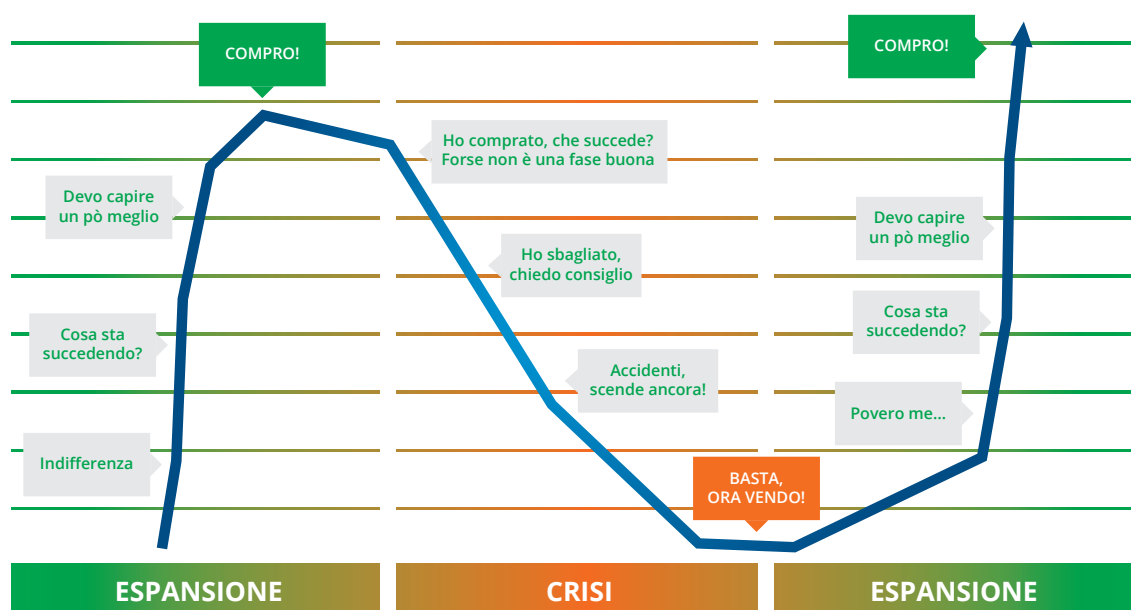 COMPRO!
Devo capire
un pò meglio
Cosa sta
succedendo?
Indifferenza
Ho comprato, che succede?
Forse non è una fase buona
Ho sbagliato,
chiedo consiglio
Accidenti,
scende ancora!
BASTA,
ORA VENDO!
COMPRO!
Devo capire
un pò meglio
Cosa sta
succedendo?
Povero me...
ESPANSIONE
CRISI
ESPANSIONE